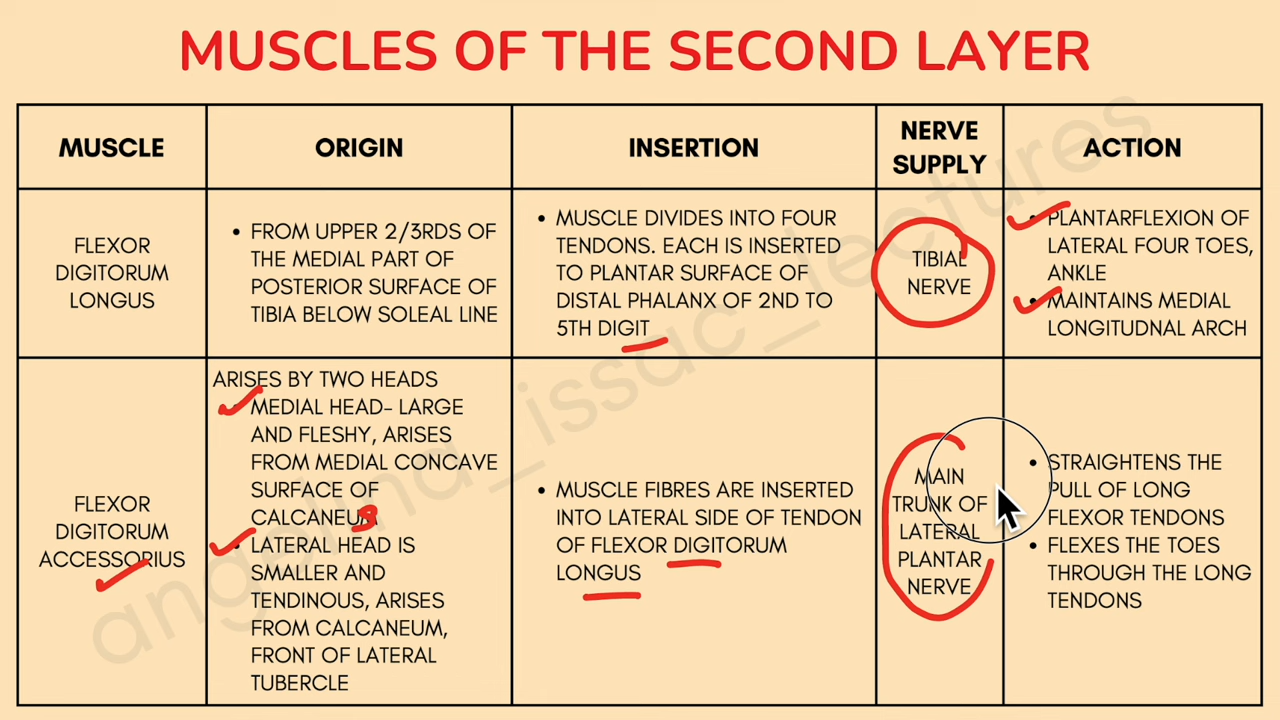 MUSCLES OF THE SECOND LAYER
MUSCLE
ORIGIN
INSERTION
NERVE
SUPPLY
ACTION
FLEXOR
DIGITORUM
LONGUS
• FROM UPPER 2/3RDS OF
THE MEDIAL PART OF
POSTERIOR SURFACE OF
TIBIA BELOW SOLEAL LINE
• MUSCLE DIVIDES INTO FOUR
TENDONS. EACH IS INSERTED
TO PLANTAR SURFACE OF
DISTAL PHALANX OF 2ND TO
5TH DIGIT
TIBIAL
NERVE
• PLANTARFLEXION OF
LATERAL FOUR TOES,
ANKLE
• MAINTAINS MEDIAL
LONGITUDNAL ARCH
FLEXOR
DIGITORUM
ACCESSORIUS
ARISES BY TWO HEADS
• MEDIAL HEAD- LARGE
AND FLESHY, ARISES
FROM MEDIAL CONCAVE
SURFACE OF
CALCANEUM
• LATERAL HEAD IS
SMALLER AND
TENDINOUS, ARISES
FROM CALCANEUM,
FRONT OF LATERAL
TUBERCLE
• MUSCLE FIBRES ARE INSERTED
INTO LATERAL SIDE OF TENDON
OF FLEXOR DIGITORUM
LONGUS
MAIN
TRUNK OF
LATERAL
PLANTAR
NERVE
• STRAIGHTENS THE
PULL OF LONG
FLEXOR TENDONS
• FLEXES THE TOES
THROUGH THE LONG
TENDONS
angelina_issac_lectures